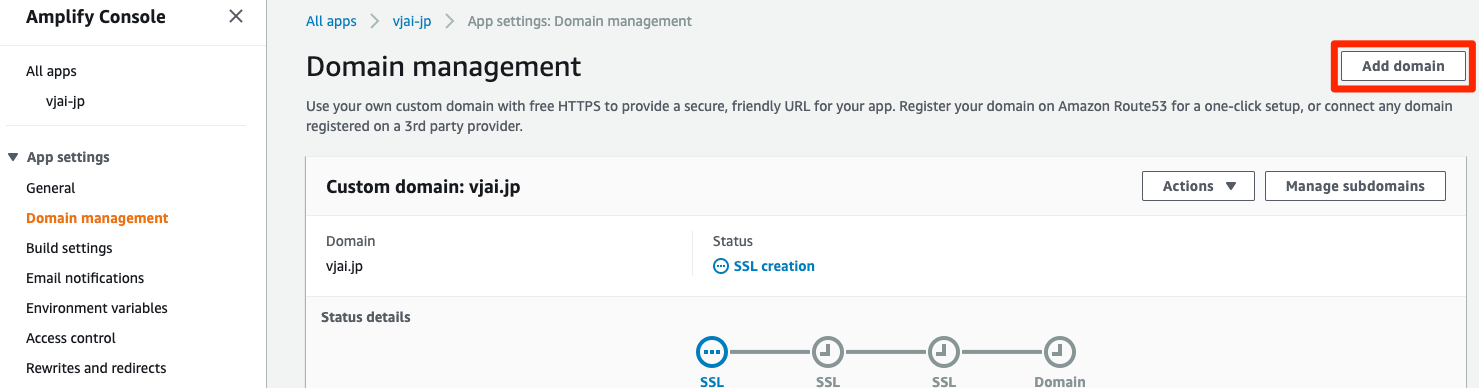 Amplify Console
All apps
vjai-jp
App settings
General
Domain management
Build settings
Email notifications
Environment variables
Access control
Rewrites and redirects
All apps > vjai-jp > App settings: Domain management
Domain management
Add domain
Use your own custom domain with free HTTPS to provide a secure, friendly URL for your app. Register your domain on Amazon Route53 for a one-click setup, or connect any domain
registered on a 3rd party provider.
Custom domain: vjai.jp
Actions
Manage subdomains
Domain
vjai.jp
Status
SSL creation
Status details
SSL
SSL
SSL
Domain